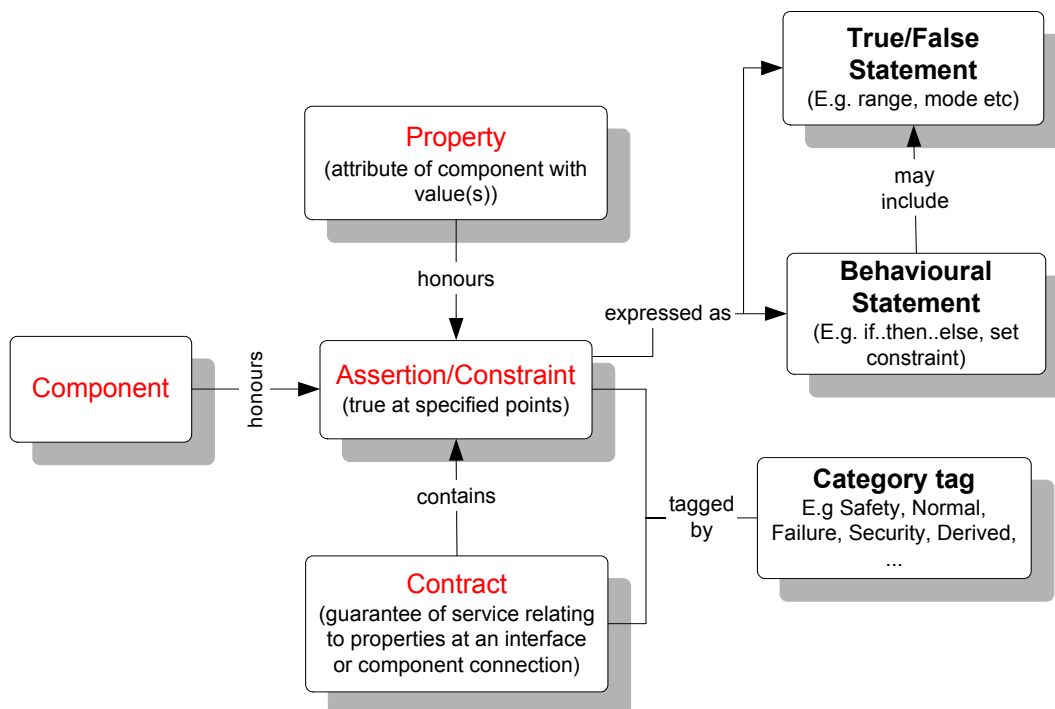 True/False
Statement
(E.g. range, mode etc)
Property
(attribute of component with
value(s))
may
include
honours
Behavioural
Statement
(E.g. if..then..else, set
constraint)
expressed as
Component
honours
Assertion/Constraint
(true at specified points)
contains
tagged
by
Category tag
E.g Safety, Normal,
Failure, Security, Derived,
...
Contract
(guarantee of service relating
to properties at an interface
or component connection)